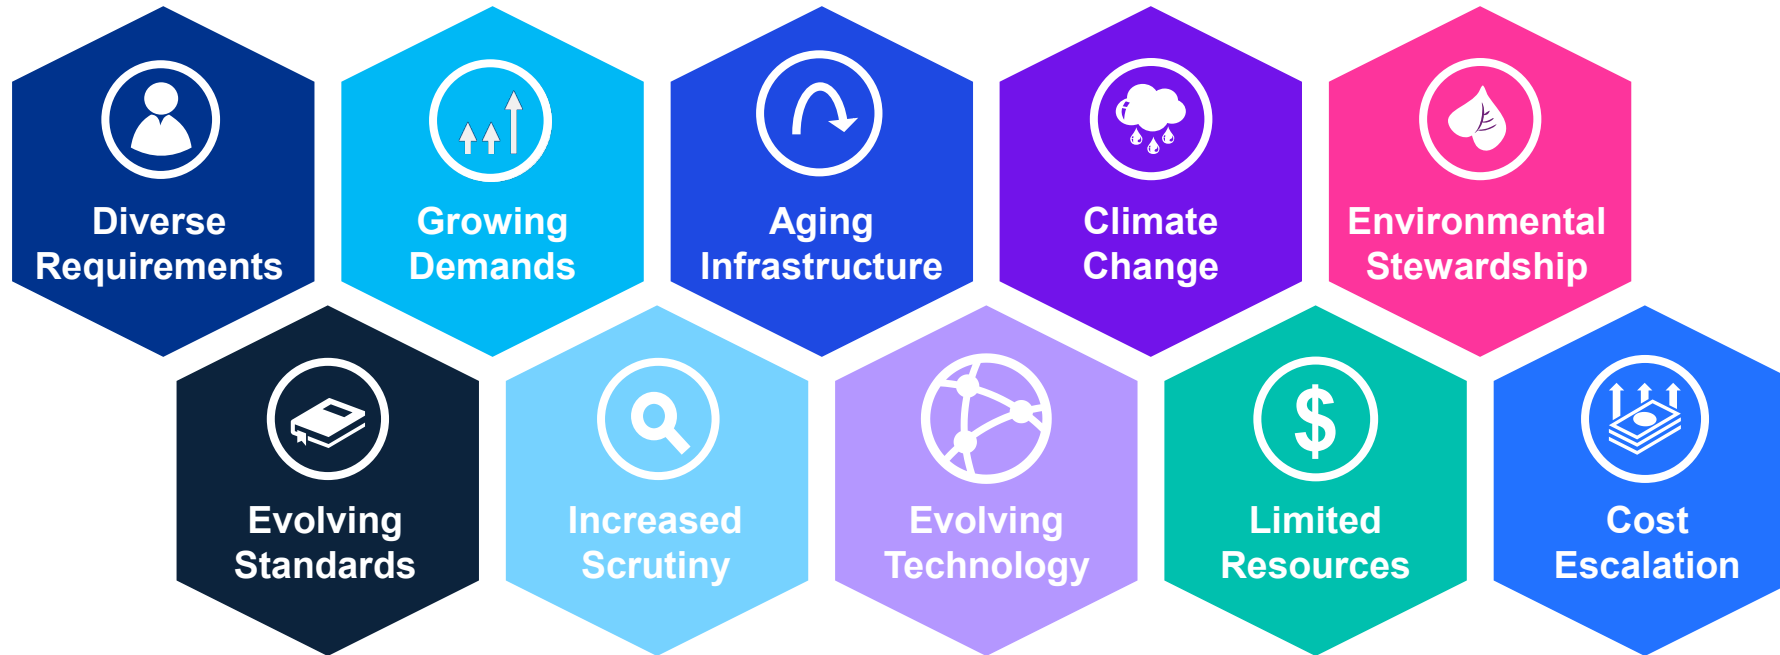 Diverse
Requirements
Growing
Demands
Aging
Infrastructure
Climate
Change
Environmental
Stewardship
Evolving
Standards
Increased
Scrutiny
Evolving
Technology
$
Limited
Resources
Cost
Escalation